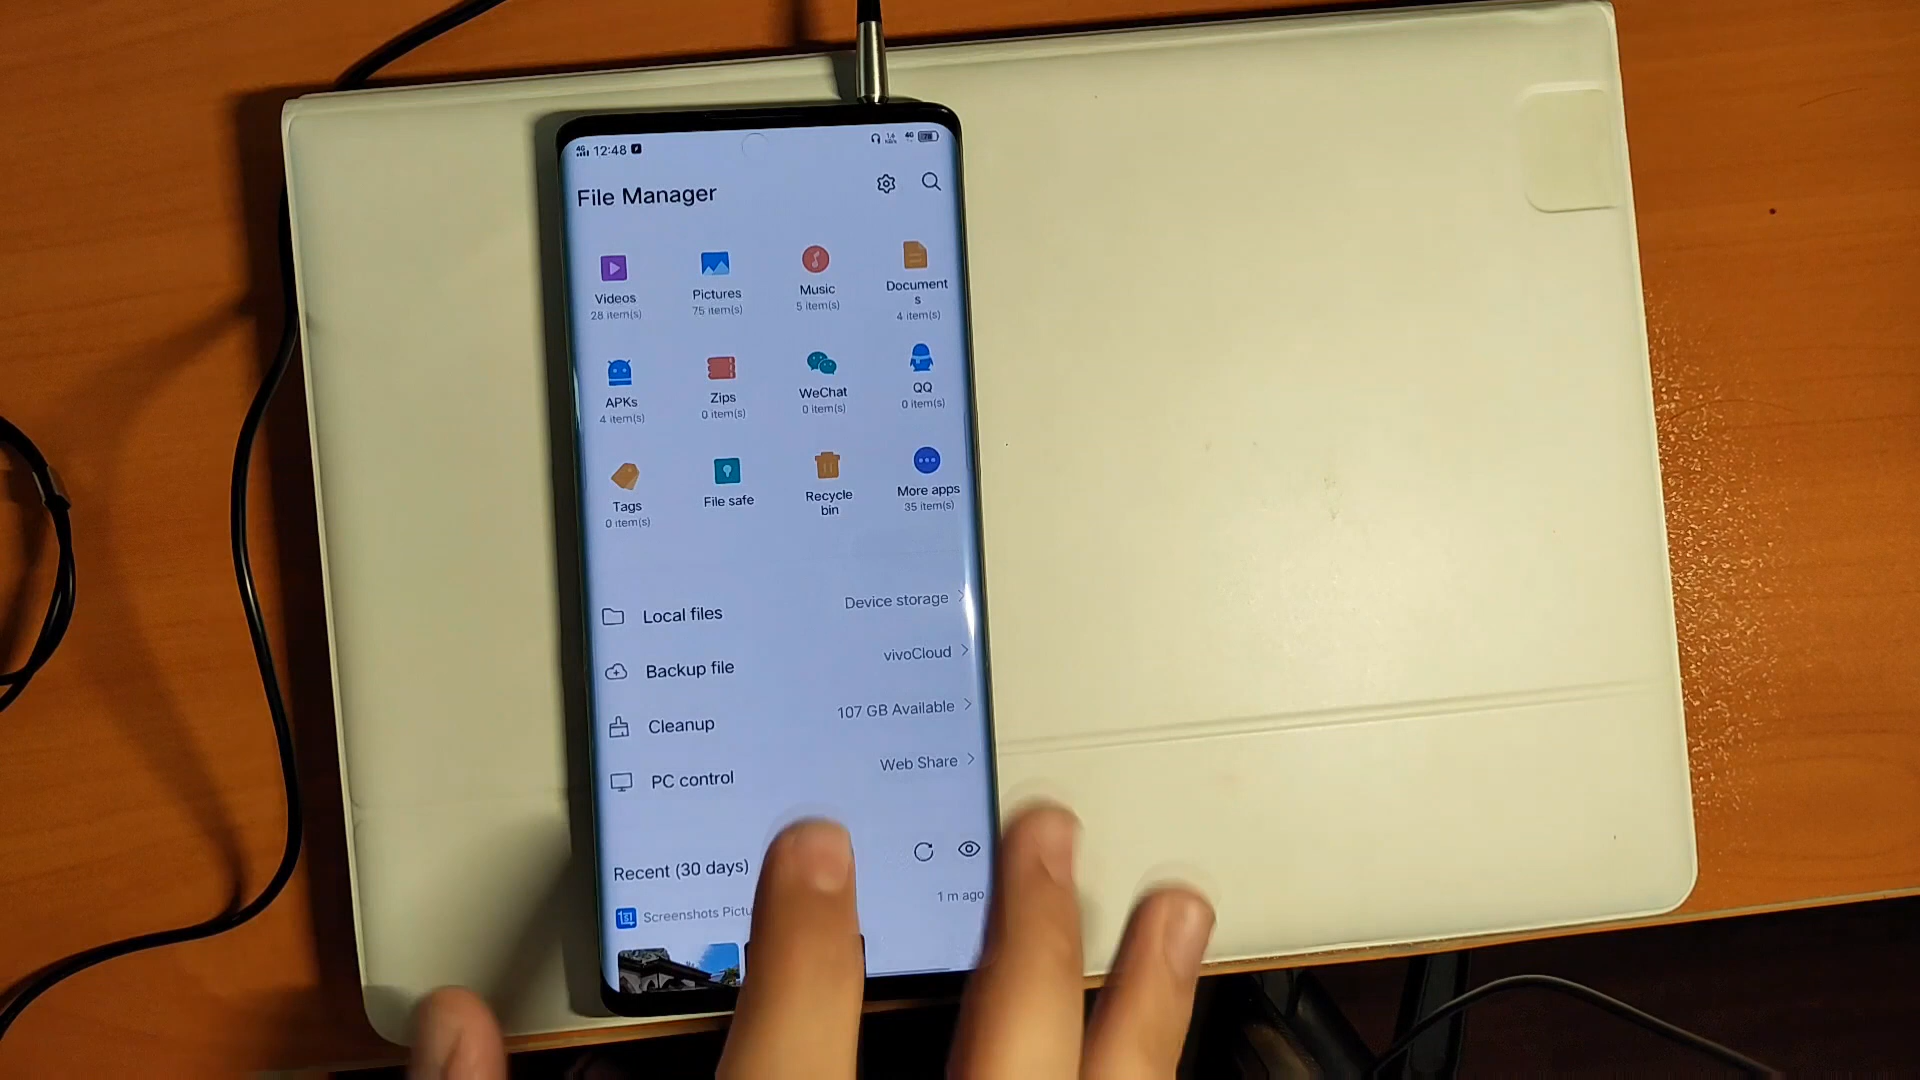 4G 12:48
File Manager
Videos
28 item(s)
Pictures
75 item(s)
Music
5 item(s)
Document
s
4 item(s)
APKs
4 item(s)
Zips
0 item(s)
WeChat
0 item(s)
QQ
0 item(s)
Tags
0 item(s)
File safe
Recycle
bin
More apps
35 item(s)
Local files Device storage
Backup file vivoCloud
Cleanup 107 GB Available
PC control Web Share
Recent (30 days)
Screenshots 1 m ago